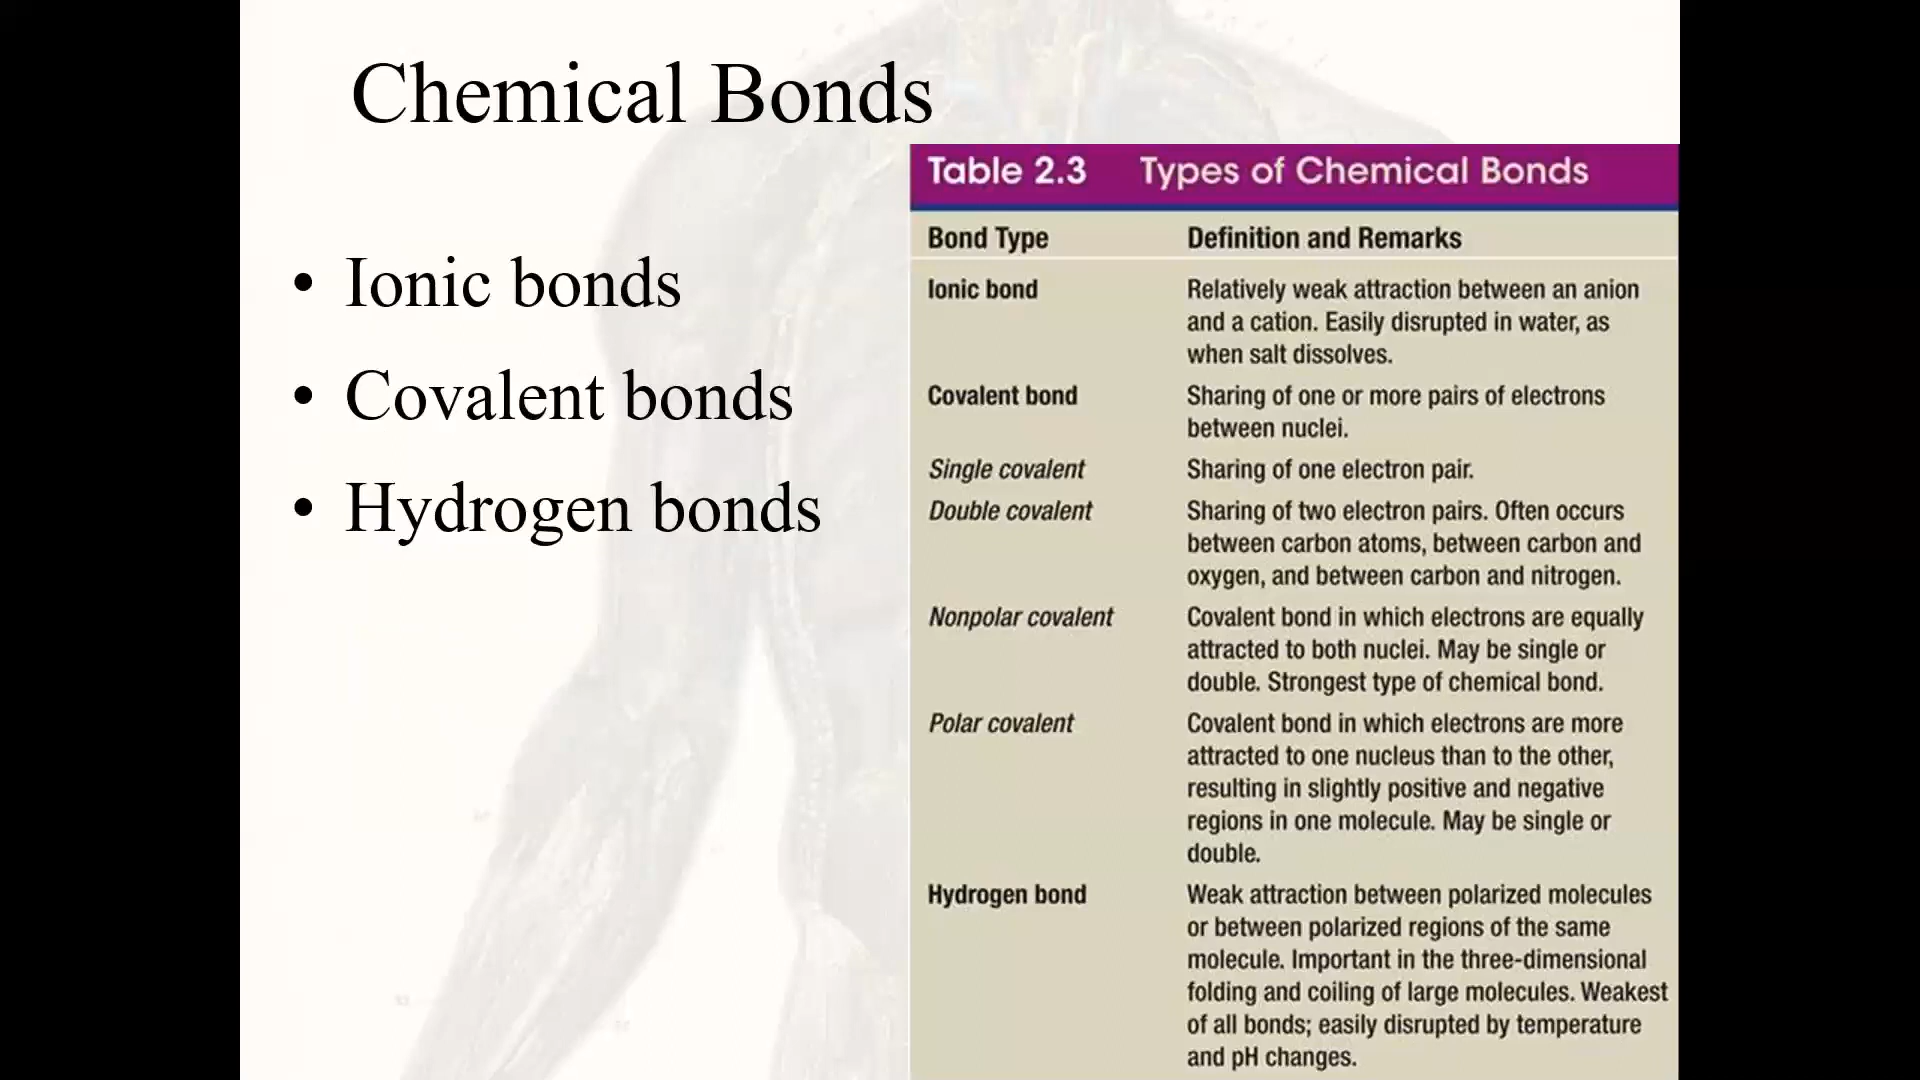 Chemical Bonds
• Ionic bonds
• Covalent bonds
• Hydrogen bonds
Table 2.3 Types of Chemical Bonds
Bond Type Definition and Remarks
Ionic bond Relatively weak attraction between an anion
and a cation. Easily disrupted in water, as
when salt dissolves.
Covalent bond Sharing of one or more pairs of electrons
between nuclei.
Single covalent Sharing of one electron pair.
Double covalent Sharing of two electron pairs. Often occurs
between carbon atoms, between carbon and
oxygen, and between carbon and nitrogen.
Nonpolar covalent Covalent bond in which electrons are equally
attracted to both nuclei. May be single or
double. Strongest type of chemical bond.
Polar covalent Covalent bond in which electrons are more
attracted to one nucleus than to the other,
resulting in slightly positive and negative
regions in one molecule. May be single or
double.
Hydrogen bond Weak attraction between polarized molecules
or between polarized regions of the same
molecule. Important in the three-dimensional
folding and coiling of large molecules. Weakest
of all bonds; easily disrupted by temperature
and pH changes.